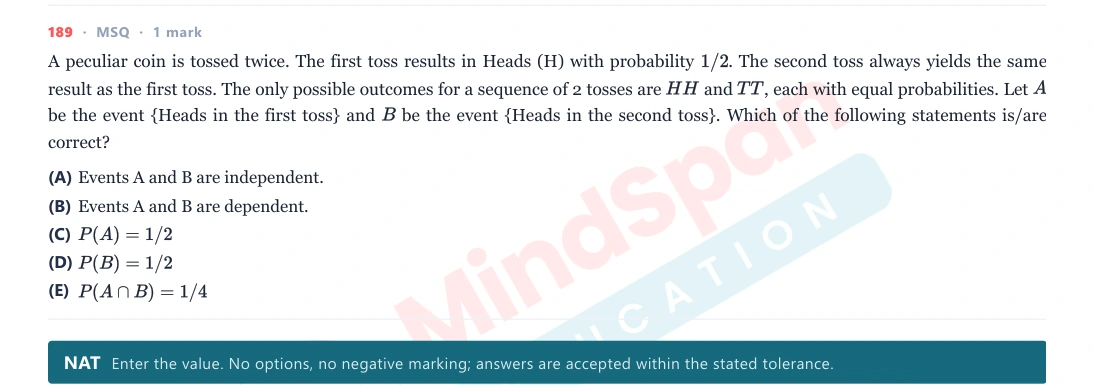 189 · MSQ · 1 mark
A peculiar coin is tossed twice. The first toss results in Heads (H) with probability 1/2. The second toss always yields the same
result as the first toss. The only possible outcomes for a sequence of 2 tosses are HH and TT, each with equal probabilities. Let A
be the event {Heads in the first toss} and B be the event {Heads in the second toss}. Which of the following statements is/are
correct?
(A) Events A and B are independent.
(B) Events A and B are dependent.
(C) P(A) = 1/2
(D) P(B) = 1/2
(E) P(A ∩ B) = 1/4
MindSpan
UCATION
NAT Enter the value. No options, no negative marking; answers are accepted within the stated tolerance.